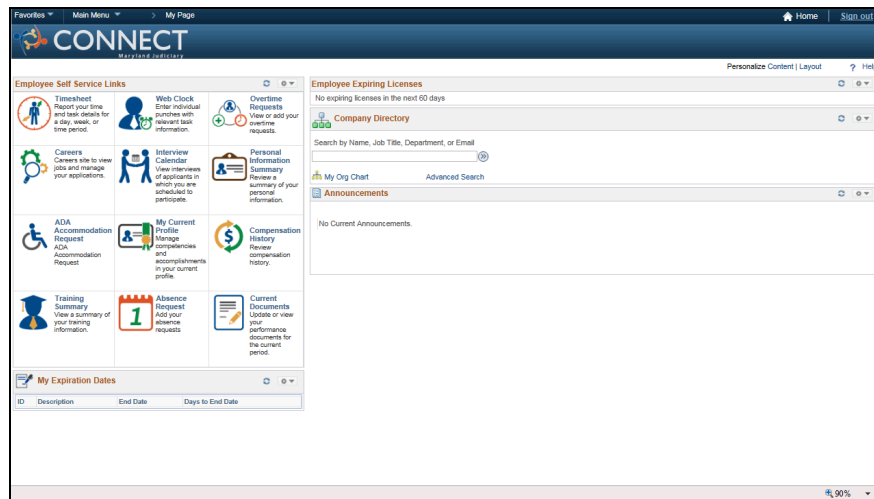 Favorites Main Menu > My Page Home Sign out
CONNECT
Maryland Judiciary
Personalize Content | Layout ? Hel
Employee Self Service Links
Timesheet
Report your time
and task details for
a day, week, or
time period.
Web Clock
Enter individual
punches with
relevant task
information.
Overtime
Requests
View or add your
overtime
requests.
Careers
Careers site to view
jobs and manage
your applications.
Interview
Calendar
View interviews
of applicants in
which you are
scheduled to
participate.
Personal
Information
Summary
Review a
summary of your
personal
information.
ADA
Accommodation
Request
ADA
Accommodation
Request
My Current
Profile
Manage
competencies
and
accomplishments
in your current
profile.
$
Compensation
History
Review
compensation
history.
Training
Summary
View a summary of
your training
information.
1
Absence
Request
Add your
absence
requests
Current
Documents
Update or view
your
performance
documents for
the current
period.
My Expiration Dates
ID Description End Date Days to End Date
Employee Expiring Licenses
No expiring licenses in the next 60 days
Company Directory
Search by Name, Job Title, Department, or Email
My Org Chart Advanced Search
Announcements
No Current Announcements.
90%